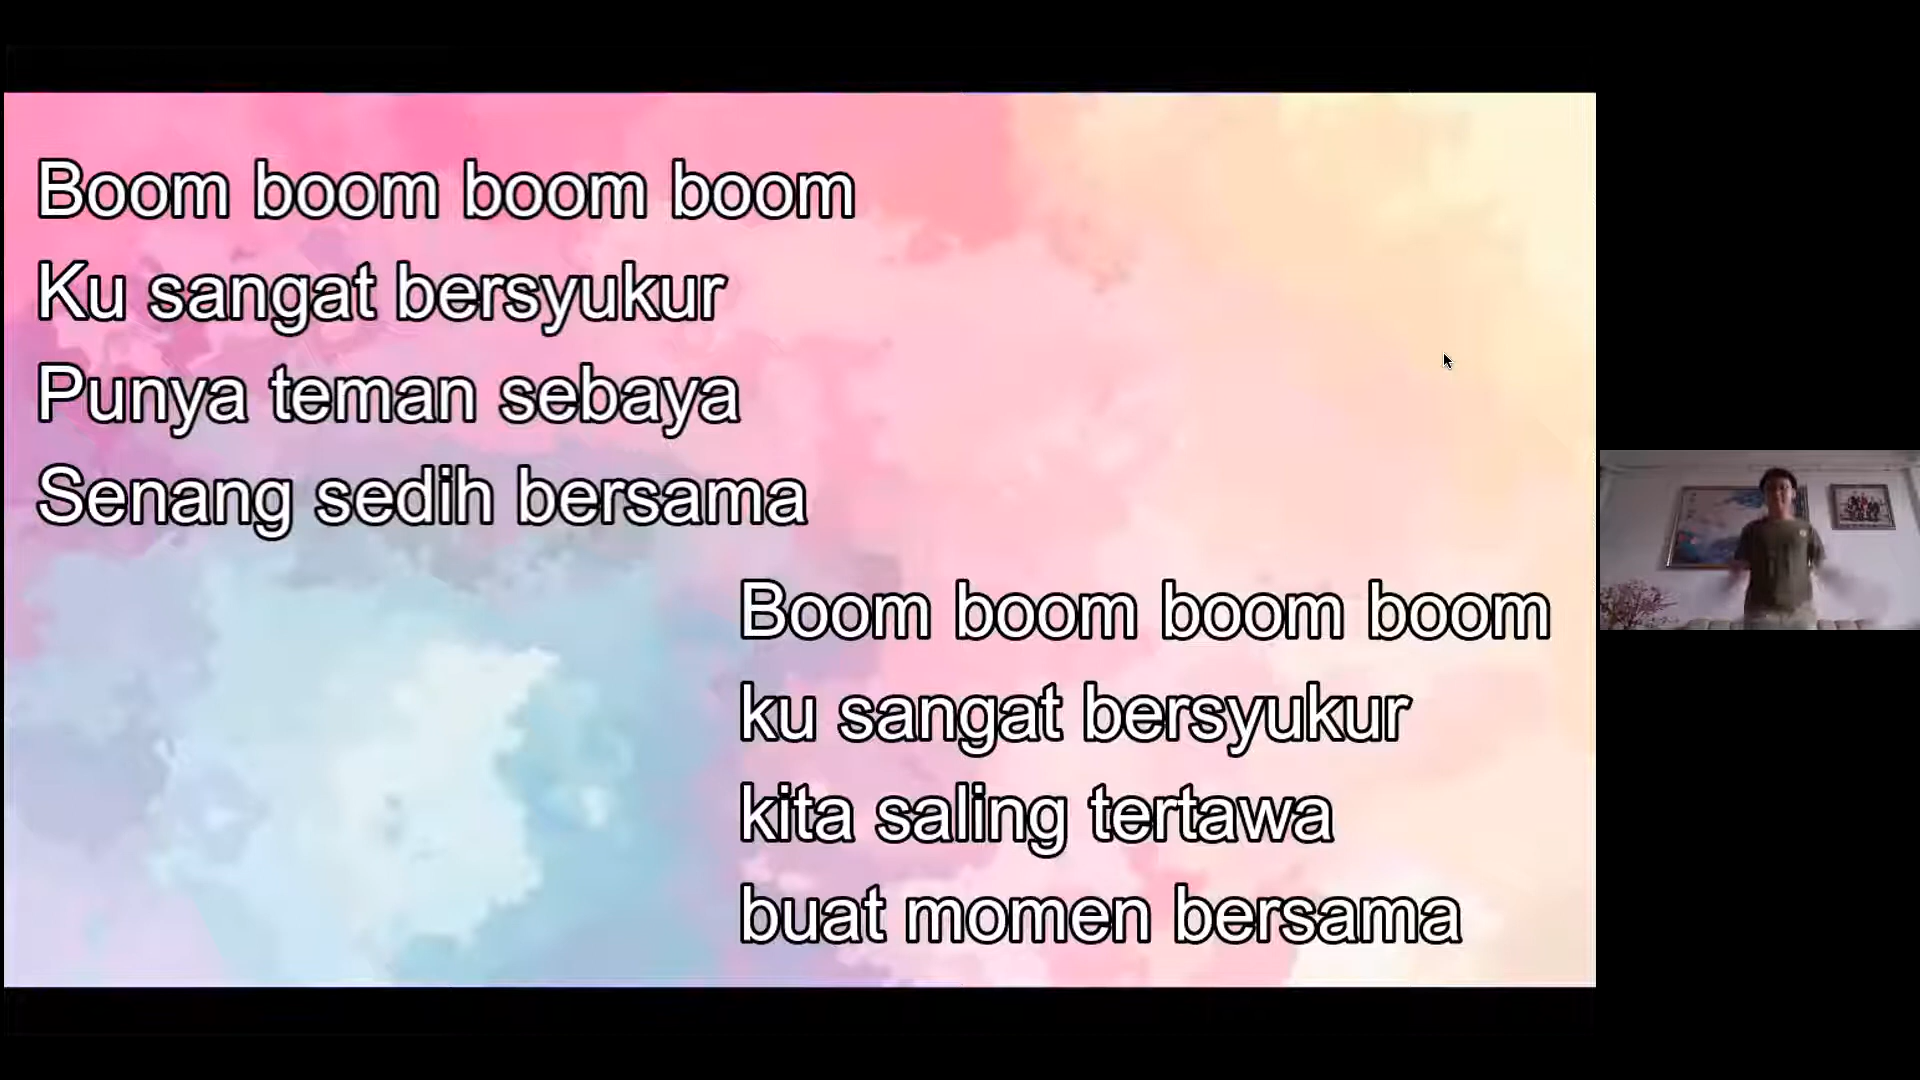 Boom boom boom boom
Ku sangat bersyukur
Punya teman sebaya
Senang sedih bersama
Boom boom boom boom
ku sangat bersyukur
kita saling tertawa
buat momen bersama